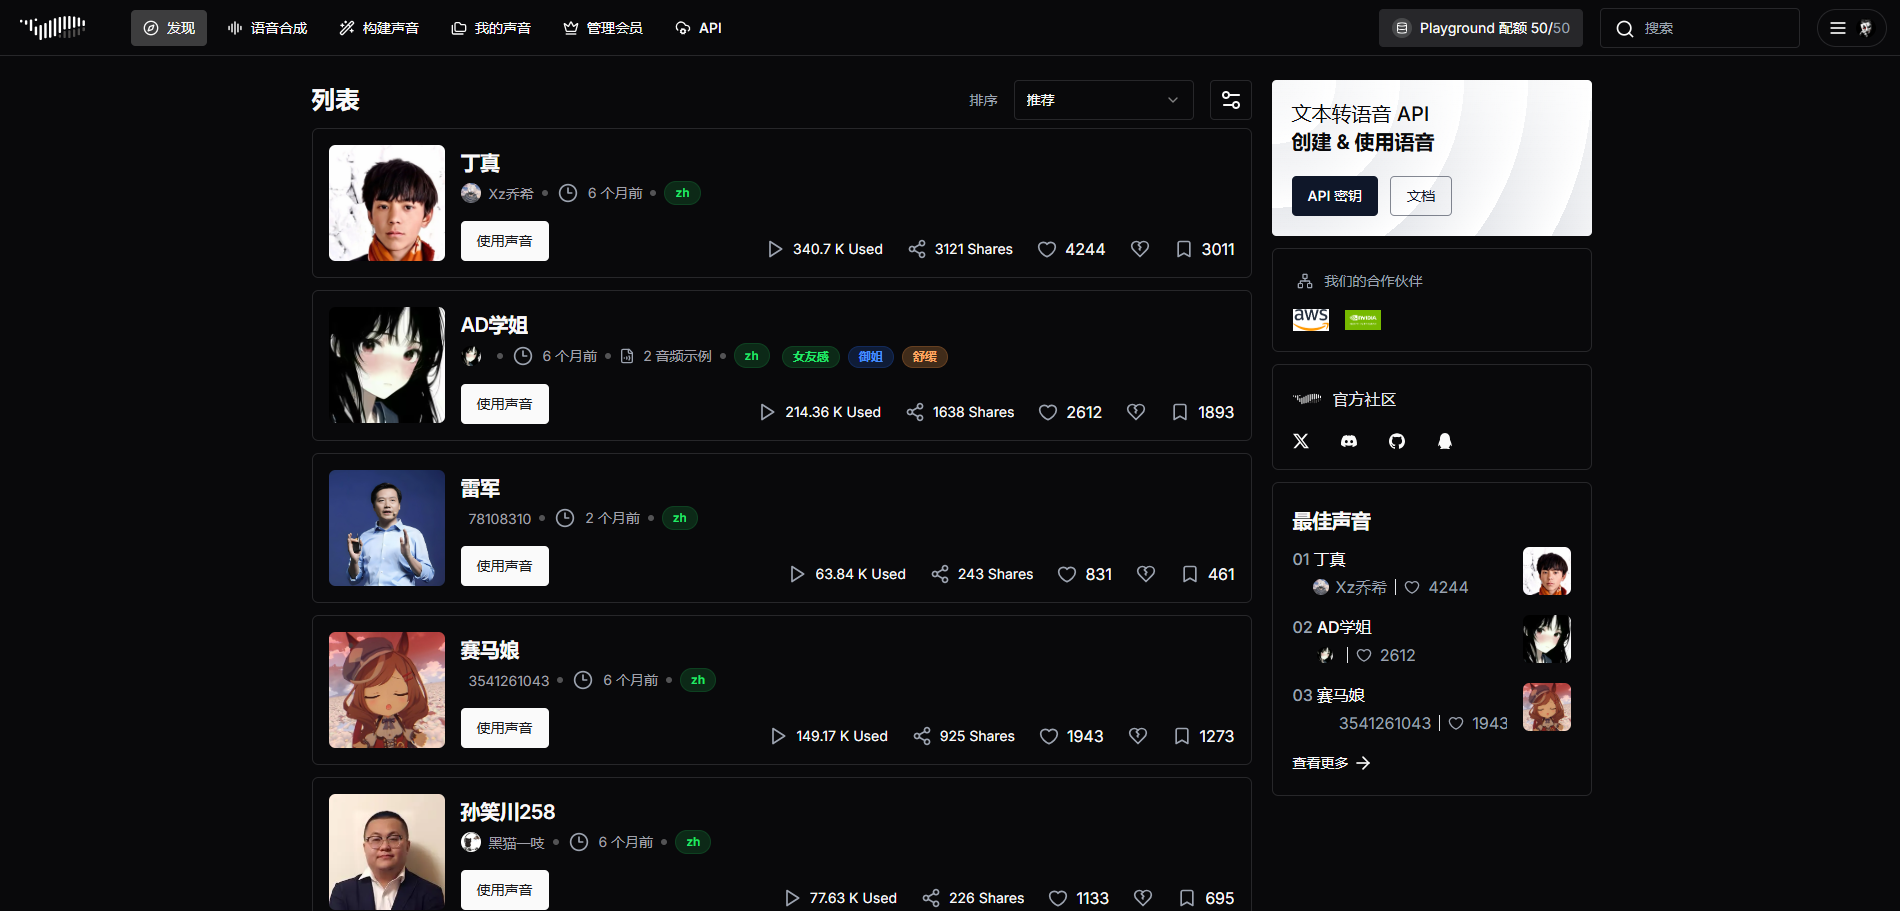 发现
语音合成
构建声音
我的声音
管理会员
API
Playground 配额 50/50
搜索
列表
排序
推荐
丁真
Xz乔希
6 个月前
zh
使用声音
340.7 K Used
3121 Shares
4244
3011
AD学姐
6 个月前
2 音频示例
zh
女友感
御姐
舒缓
使用声音
214.36 K Used
1638 Shares
2612
1893
雷军
78108310
2 个月前
zh
使用声音
63.84 K Used
243 Shares
831
461
赛马娘
3541261043
6 个月前
zh
使用声音
149.17 K Used
925 Shares
1943
1273
孙笑川258
黑猫一吱
6 个月前
zh
使用声音
77.63 K Used
226 Shares
1133
695
文本转语音 API
创建 & 使用语音
API 密钥
文档
我们的合作伙伴
aws
NVIDIA
官方社区
最佳声音
01 丁真
Xz乔希
4244
02 AD学姐
2612
03 赛马娘
3541261043
1943
查看更多